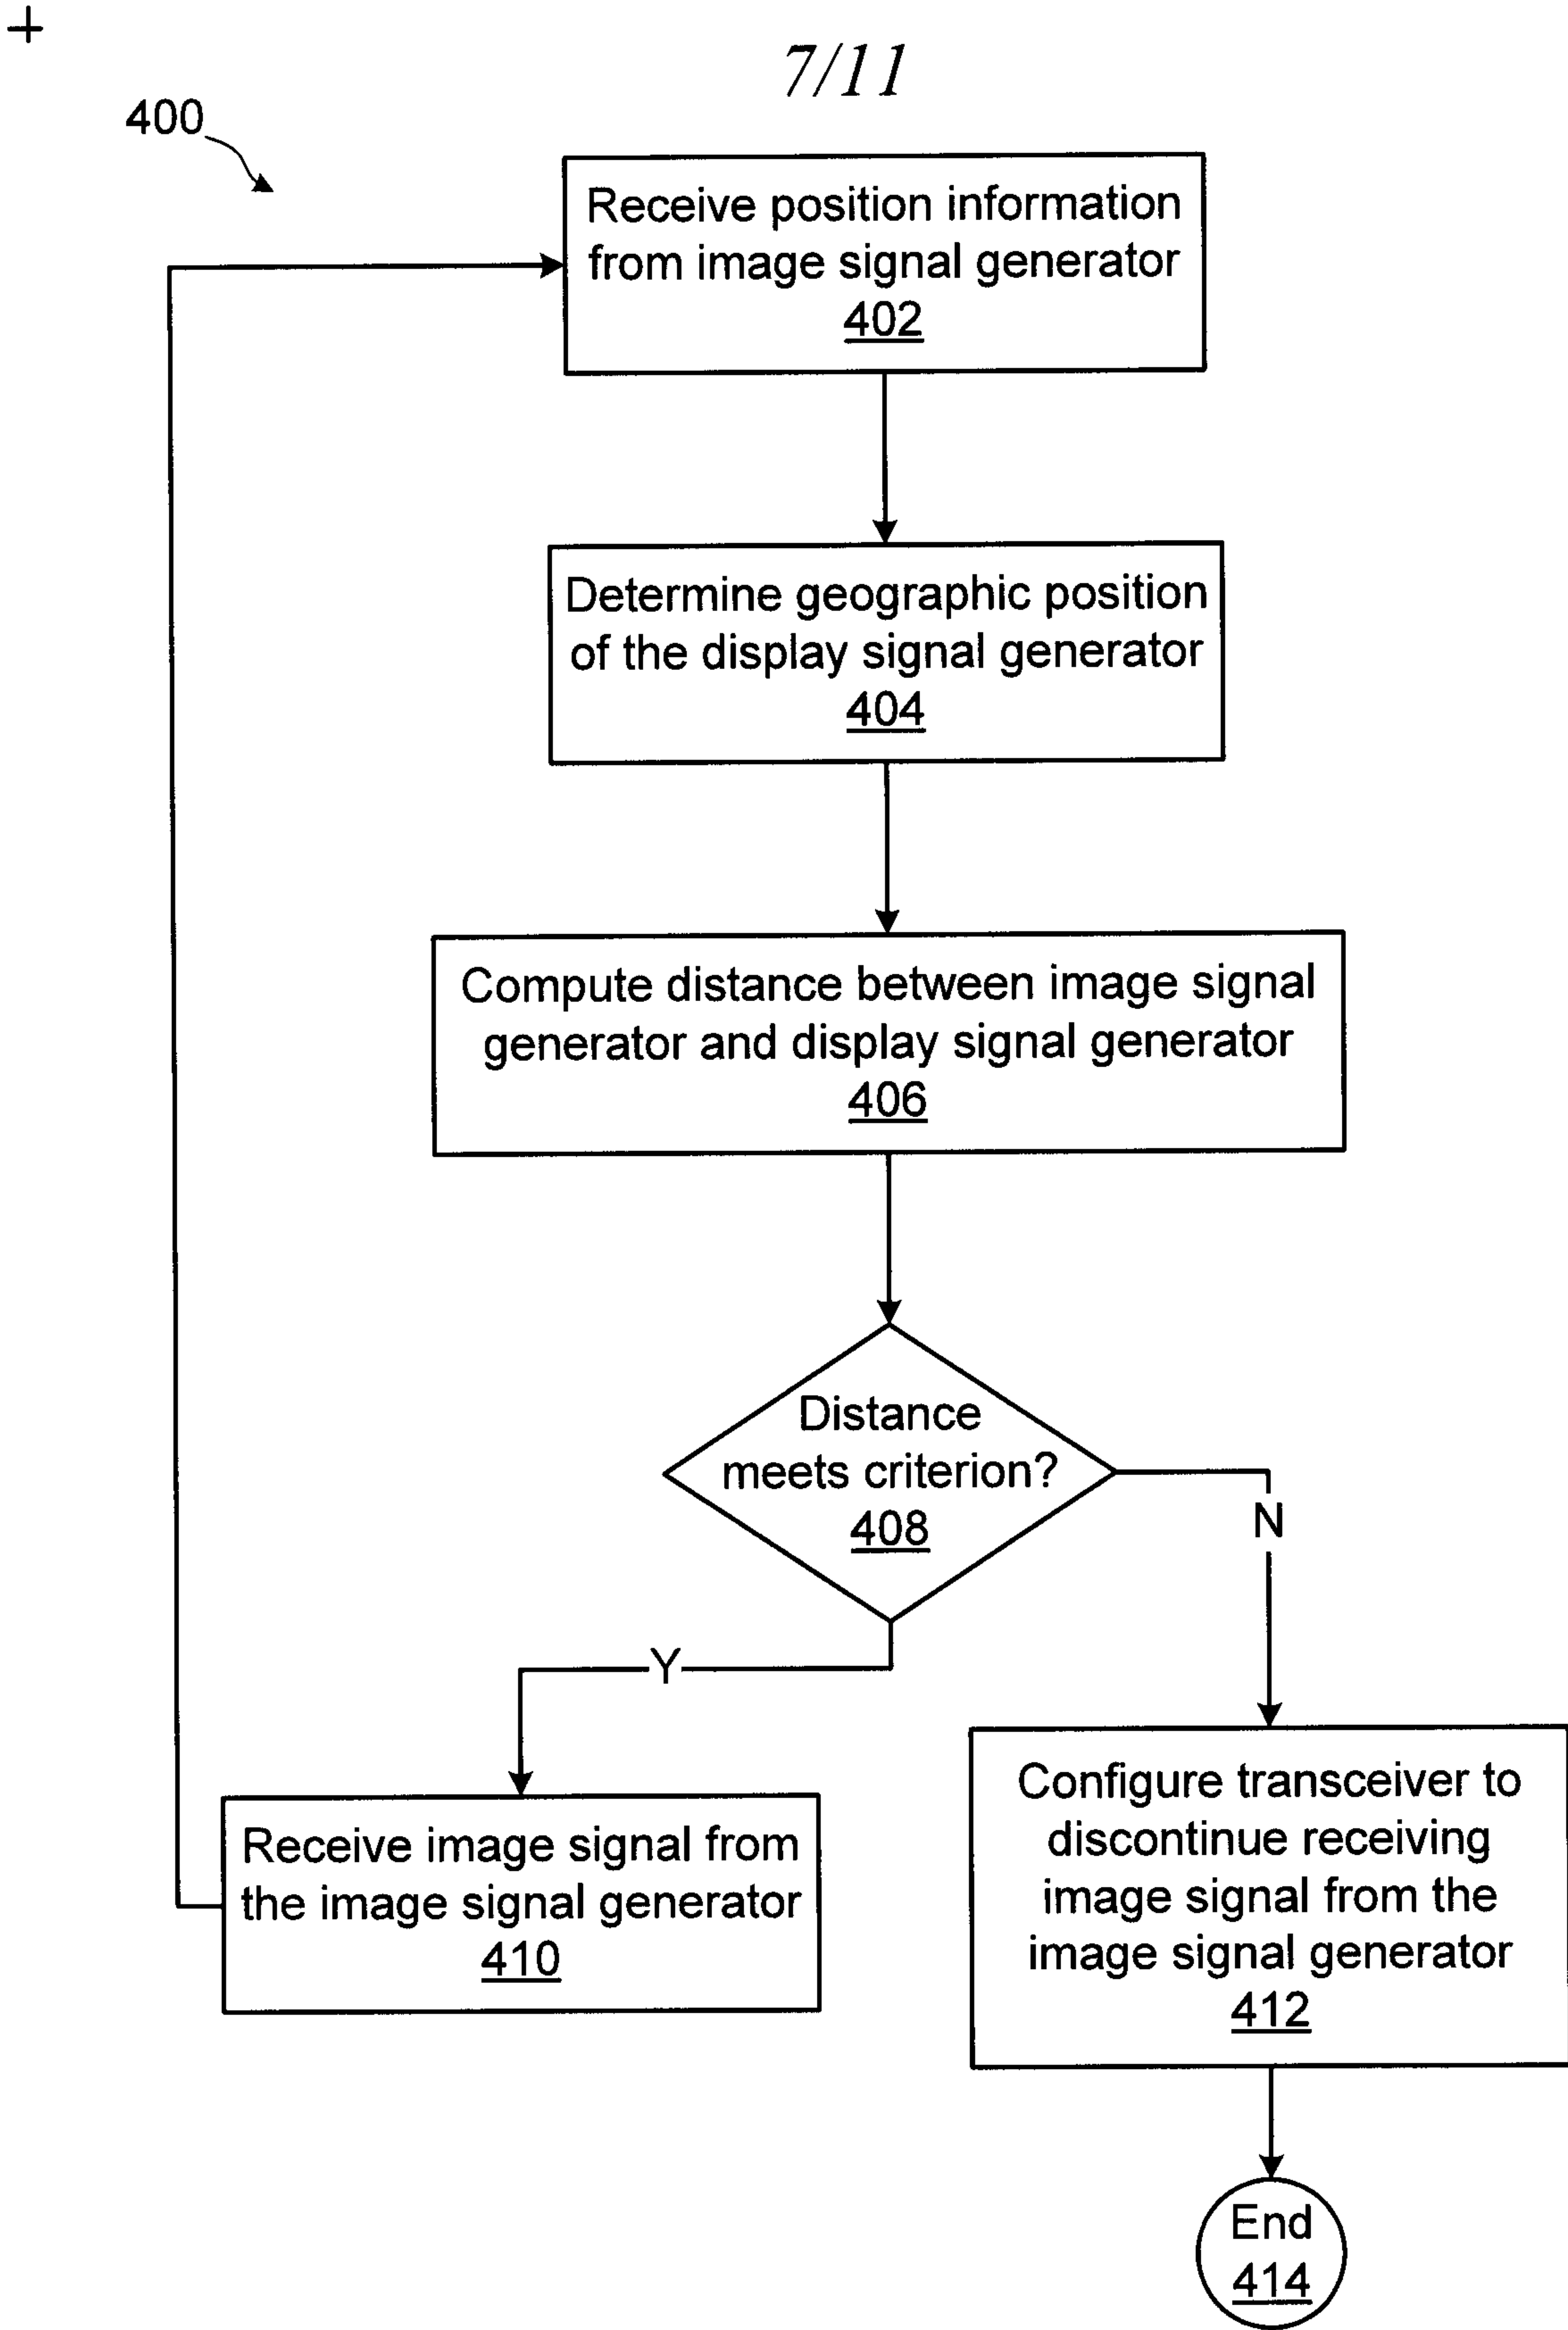 7/11
400
Receive position information
from image signal generator
402
Determine geographic position
of the display signal generator
404
Compute distance between image signal
generator and display signal generator
406
Distance
meets criterion?
408
N
Y
Receive image signal from
the image signal generator
410
Configure transceiver to
discontinue receiving
image signal from the
image signal generator
412
End
414